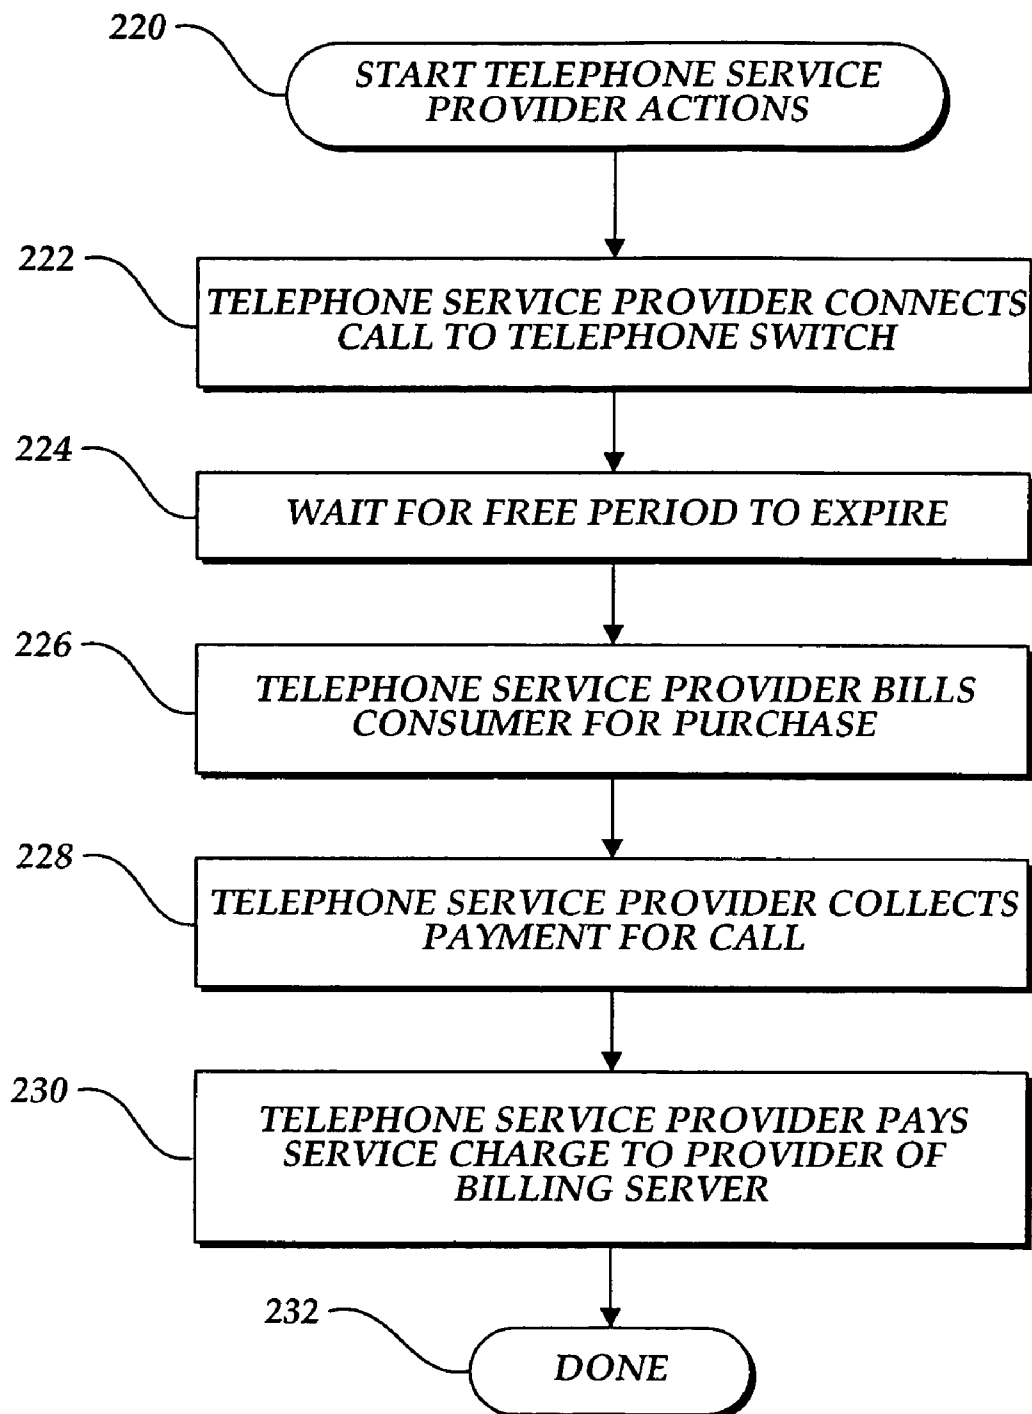 220
START TELEPHONE SERVICE
PROVIDER ACTIONS
222
TELEPHONE SERVICE PROVIDER CONNECTS
CALL TO TELEPHONE SWITCH
224
WAIT FOR FREE PERIOD TO EXPIRE
226
TELEPHONE SERVICE PROVIDER BILLS
CONSUMER FOR PURCHASE
228
TELEPHONE SERVICE PROVIDER COLLECTS
PAYMENT FOR CALL
230
TELEPHONE SERVICE PROVIDER PAYS
SERVICE CHARGE TO PROVIDER OF
BILLING SERVER
232
DONE